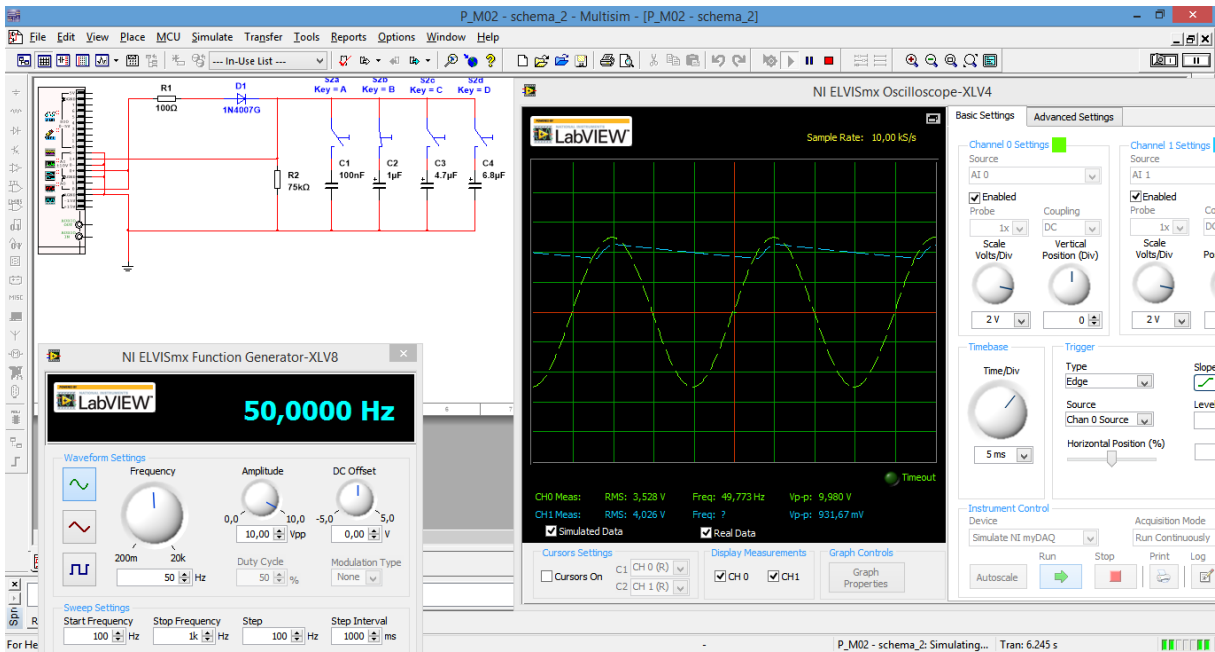 P_M02 - schema_2 - Multisim - [P_M02 - schema_2]
File Edit View Place MCU Simulate Transfer Tools Reports Options Window Help
--- In-Use List ---
S2a S2b S2c S2d
Key = A Key = B Key = C Key = D
R1
100Ω
D1
1N4007G
R2
75kΩ
C1
100nF
C2
1µF
C3
4.7µF
C4
6.8µF
MISC
6 7
NI ELVISmx Oscilloscope-XLV4
LabVIEW
Sample Rate: 10,00 kS/s
Timeout
CH0 Meas: RMS: 3,528 V Freq: 49,773 Hz Vp-p: 9,980 V
CH1 Meas: RMS: 4,026 V Freq: ? Vp-p: 931,67 mV
Simulated Data Real Data
Cursors Settings
Cursors On
C1 CH 0 (R)
C2 CH 1 (R)
Display Measurements
CH 0 CH1
Graph Controls
Graph
Properties
Basic Settings Advanced Settings
Channel 0 Settings
Source
AI 0
Enabled
Probe Coupling
1x DC
Scale Vertical
Volts/Div Position (Div)
2 V 0
Channel 1 Settings
Source
AI 1
Enabled
Probe Co
1x DC
Scale
Volts/Div Po
2 V
Timebase
Time/Div
5 ms
Trigger
Type Slope
Edge
Source Leve
Chan 0 Source
Horizontal Position (%)
Instrument Control
Device Acquisition Mode
Simulate NI myDAQ Run Continuously
Run Stop Print Log
Autoscale
NI ELVISmx Function Generator-XLV8
LabVIEW
50,0000 Hz
Waveform Settings
Frequency Amplitude DC Offset
200m 20k
0,0 10,0 -5,0 5,0
10,00 Vpp 0,00 V
50 Hz
Duty Cycle Modulation Type
50 % None
Sweep Settings
Start Frequency Stop Frequency Step Step Interval
100 Hz 1k Hz 100 Hz 1000 ms
Spr
R
For He
-
P_M02 - schema_2: Simulating... Tran: 6.245 s